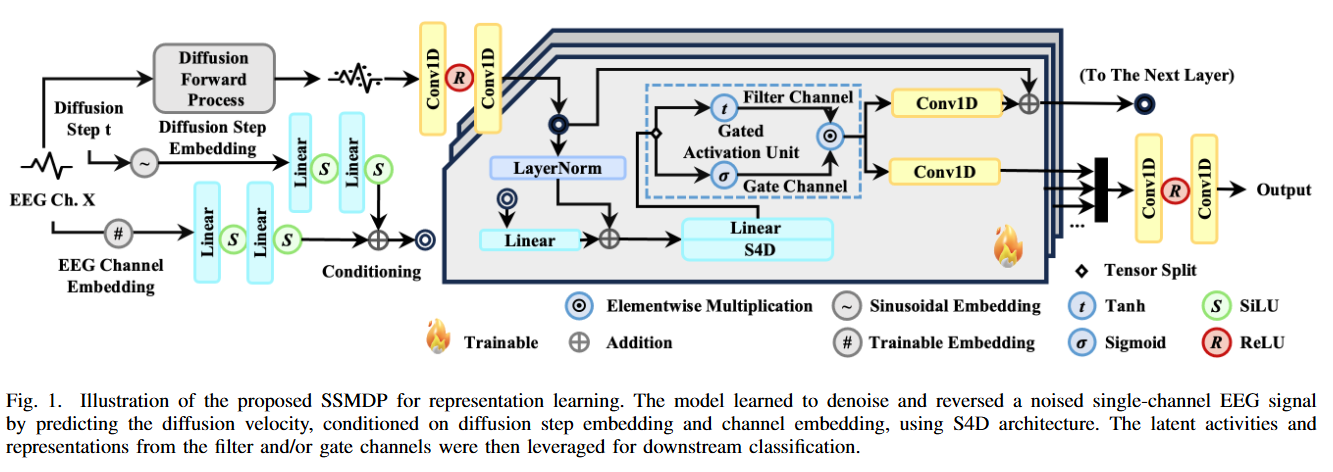 Diffusion
Forward
Process
Diffusion
Step t
Diffusion Step
Embedding
EEG Ch. X
~
#
EEG Channel
Embedding
Linear
S
Linear
S
Linear
S
Linear
S
Conditioning
Conv1D
R
Conv1D
LayerNorm
Linear
Linear
S4D
t
Filter Channel
Gated
Activation Unit
σ
Gate Channel
Conv1D
Conv1D
(To The Next Layer)
...
Conv1D
R
Conv1D
Output
Tensor Split
Elementwise Multiplication
~ Sinusoidal Embedding
t Tanh
S SiLU
Trainable
Addition
# Trainable Embedding
σ Sigmoid
R ReLU
Fig. 1. Illustration of the proposed SSMDP for representation learning. The model learned to denoise and reversed a noised single-channel EEG signal
by predicting the diffusion velocity, conditioned on diffusion step embedding and channel embedding, using S4D architecture. The latent activities and
representations from the filter and/or gate channels were then leveraged for downstream classification.